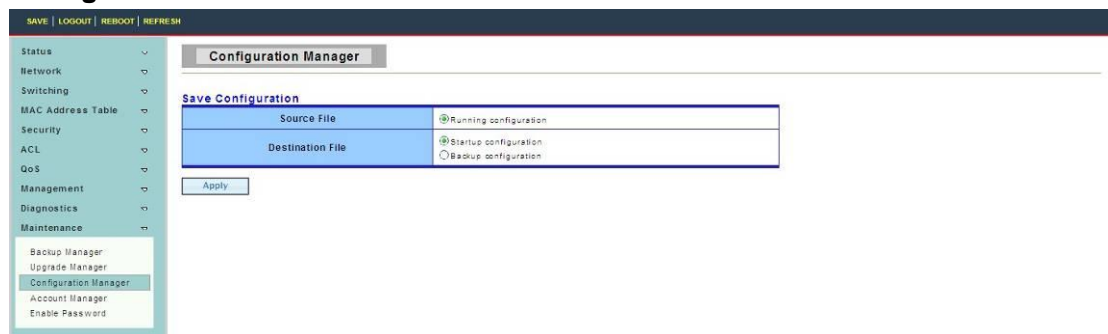 SAVE | LOGOUT | REBOOT | REFRESH
Status
Network
Switching
MAC Address Table
Security
ACL
QoS
Management
Diagnostics
Maintenance
Backup Manager
Upgrade Manager
Configuration Manager
Account Manager
Enable Password
Configuration Manager
Save Configuration
Source File
Running configuration
Destination File
Startup configuration
Backup configuration
Apply